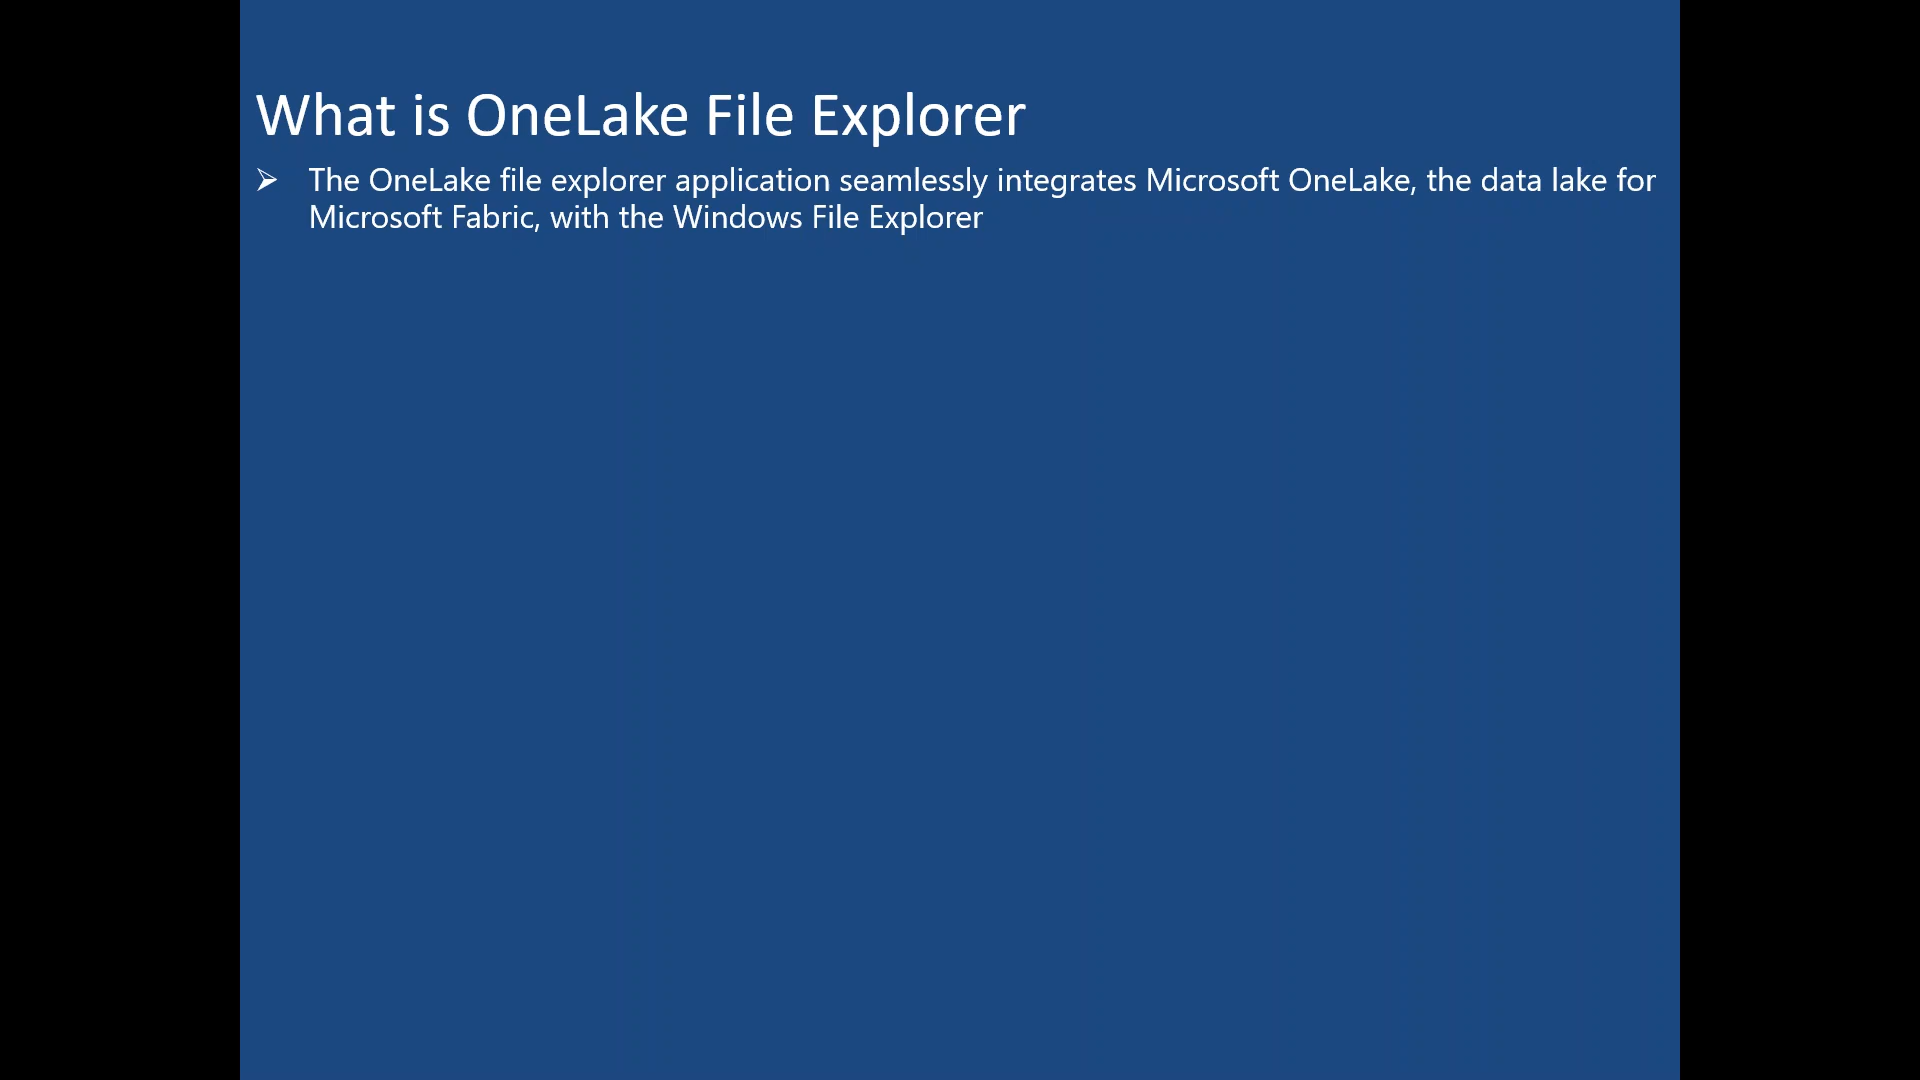 What is OneLake File Explorer
➢ The OneLake file explorer application seamlessly integrates Microsoft OneLake, the data lake for
Microsoft Fabric, with the Windows File Explorer